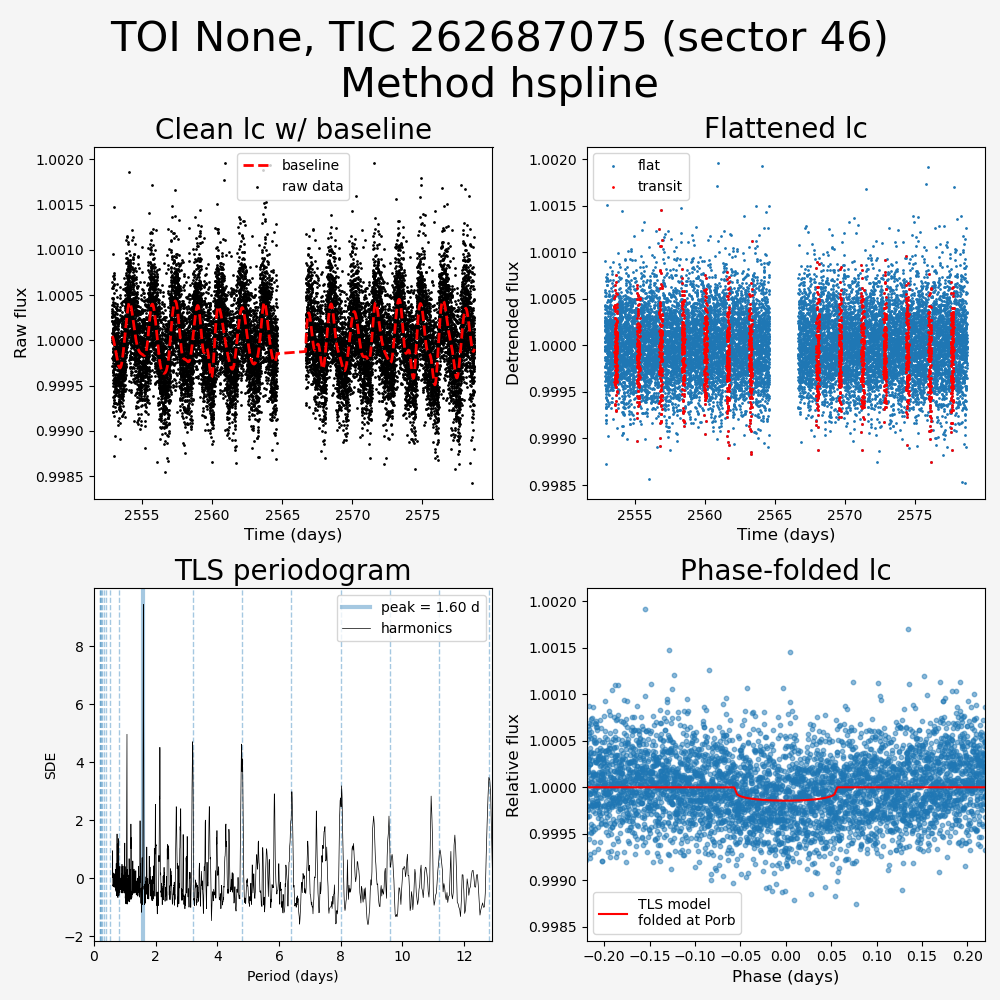 TOI None, TIC 262687075 (sector 46)
Method hspline
Clean lc w/ baseline
baseline
raw data
1.0020
1.0015
1.0010
1.0005
1.0000
0.9995
0.9990
0.9985
Raw flux
2555
2560
2565
2570
2575
Time (days)
Flattened lc
flat
transit
1.0020
1.0015
1.0010
1.0005
1.0000
0.9995
0.9990
0.9985
Detrended flux
2555
2560
2565
2570
2575
Time (days)
TLS periodogram
peak = 1.60 d
harmonics
8
6
4
2
0
−2
SDE
0
2
4
6
8
10
12
Period (days)
Phase-folded lc
1.0020
1.0015
1.0010
1.0005
1.0000
0.9995
0.9990
0.9985
Relative flux
TLS model
folded at Porb
−0.20
−0.15
−0.10
−0.05
0.00
0.05
0.10
0.15
0.20
Phase (days)